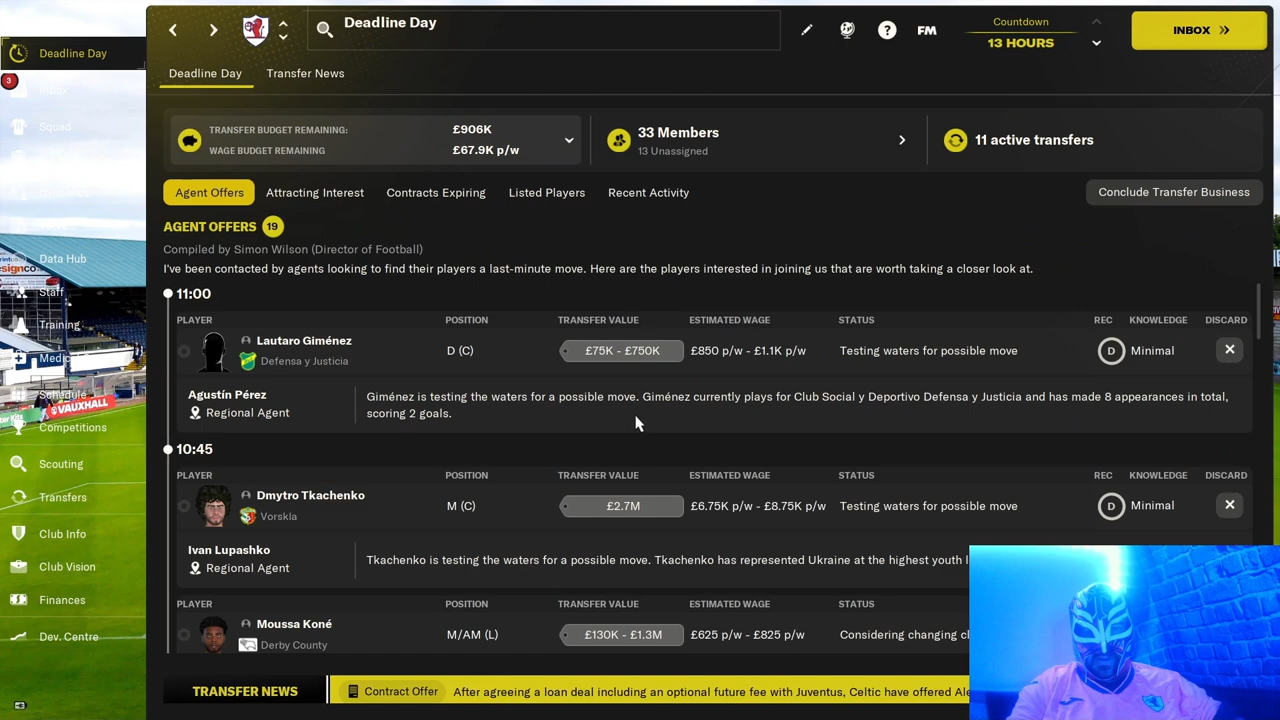 Deadline Day
Deadline Day
Countdown
13 HOURS
INBOX
FM
3
Inbox
Squad
Data Hub
Staff
Training
Schedule
VAUXHALL
Competitions
Scouting
Transfers
Club Info
Club Vision
Finances
Dev. Centre
Deadline Day
Transfer News
TRANSFER BUDGET REMAINING: £906K
WAGE BUDGET REMAINING £67.9K p/w
33 Members
13 Unassigned
11 active transfers
Agent Offers Attracting Interest Contracts Expiring Listed Players Recent Activity
Conclude Transfer Business
AGENT OFFERS 19
Compiled by Simon Wilson (Director of Football)
I've been contacted by agents looking to find their players a last-minute move. Here are the players interested in joining us that are worth taking a closer look at.
11:00
PLAYER POSITION TRANSFER VALUE ESTIMATED WAGE STATUS REC KNOWLEDGE DISCARD
Lautaro Giménez
Defensa y Justicia
D (C) £75K - £750K £850 p/w - £1.1K p/w Testing waters for possible move D Minimal
Agustín Pérez
Regional Agent
Giménez is testing the waters for a possible move. Giménez currently plays for Club Social y Deportivo Defensa y Justicia and has made 8 appearances in total,
scoring 2 goals.
10:45
PLAYER POSITION TRANSFER VALUE ESTIMATED WAGE STATUS REC KNOWLEDGE DISCARD
Dmytro Tkachenko
Vorskla
M (C) £2.7M £6.75K p/w - £8.75K p/w Testing waters for possible move D Minimal
Ivan Lupashko
Regional Agent
Tkachenko is testing the waters for a possible move. Tkachenko has represented Ukraine at the highest youth
PLAYER POSITION TRANSFER VALUE ESTIMATED WAGE STATUS
Moussa Koné
Derby County
M/AM (L) £130K - £1.3M £625 p/w - £825 p/w Considering changing
TRANSFER NEWS
Contract Offer
After agreeing a loan deal including an optional future fee with Juventus, Celtic have offered